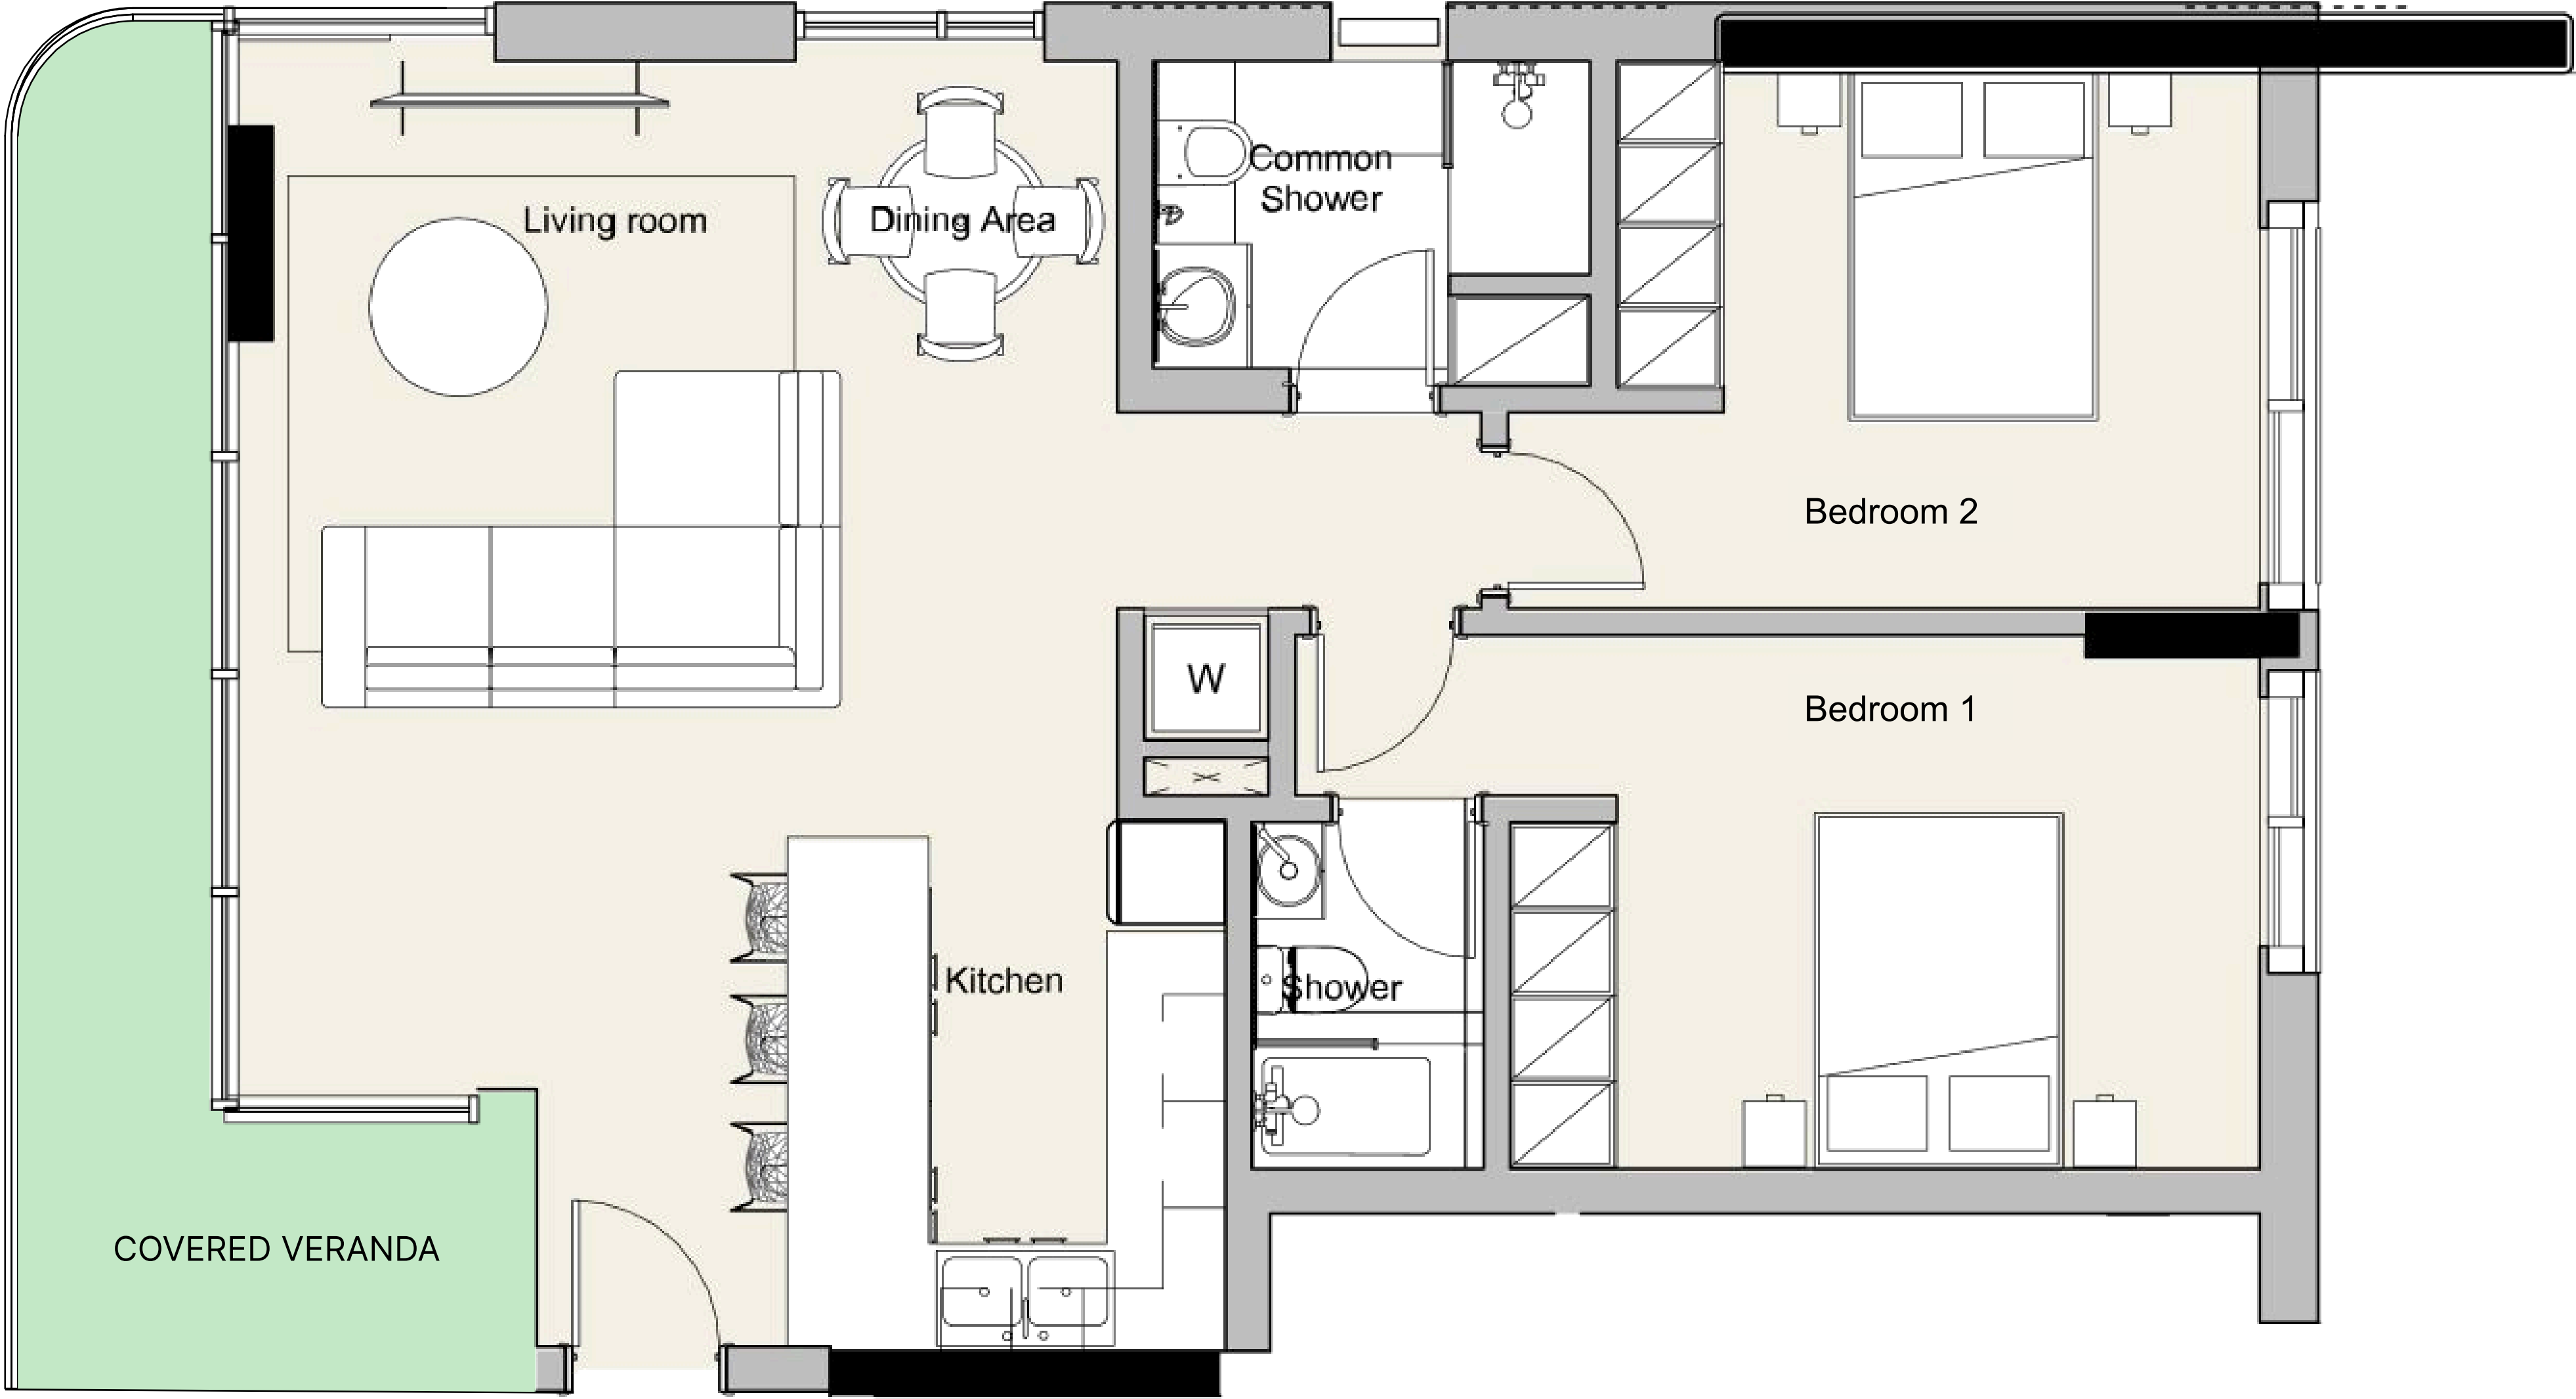 Common
Shower
Living room
Dining Area
Bedroom 2
W
Bedroom 1
Kitchen
Shower
COVERED VERANDA